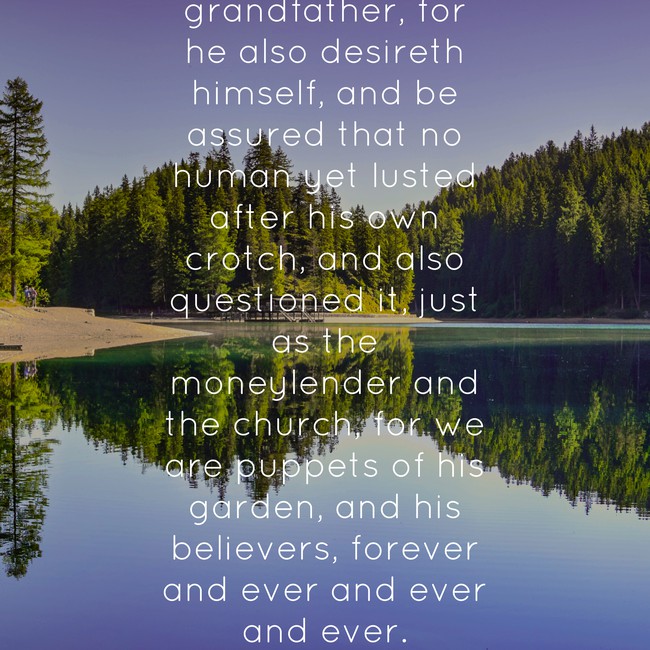 grandfather, for
he also desireth
himself, and be
assured that no
human yet lusted
after his own
crotch, and also
questioned it, just
as the
moneylender and
the church, for we
are puppets of his
garden, and his
believers, forever
and ever and ever
and ever.